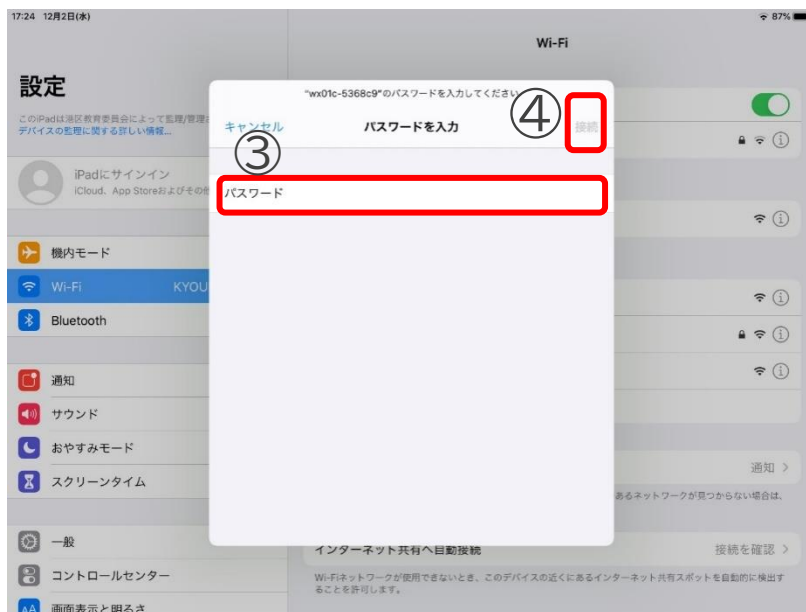 17:24 12月2日(水)
87%
Wi-Fi
設定
"wx01c-5368c9"のパスワードを入力してください
④
キャンセル
パスワードを入力
接続
③
このiPadは港区教育委員会によって監理/管理
デバイスの監理に関する詳しい情報...
パスワード
iPadにサインイン
iCloud、App Storeおよびその他
機内モード
Wi-Fi KYOU
Bluetooth
通知
サウンド
おやすみモード
通知
スクリーンタイム
あるネットワークが見つからない場合は、
一般
インターネット共有へ自動接続
接続を確認
コントロールセンター
Wi-Fiネットワークが使用できないとき、このデバイスの近くにあるインターネット共有スポットを自動的に検出す
ることを許可します。
AA 画面表示と明るさ